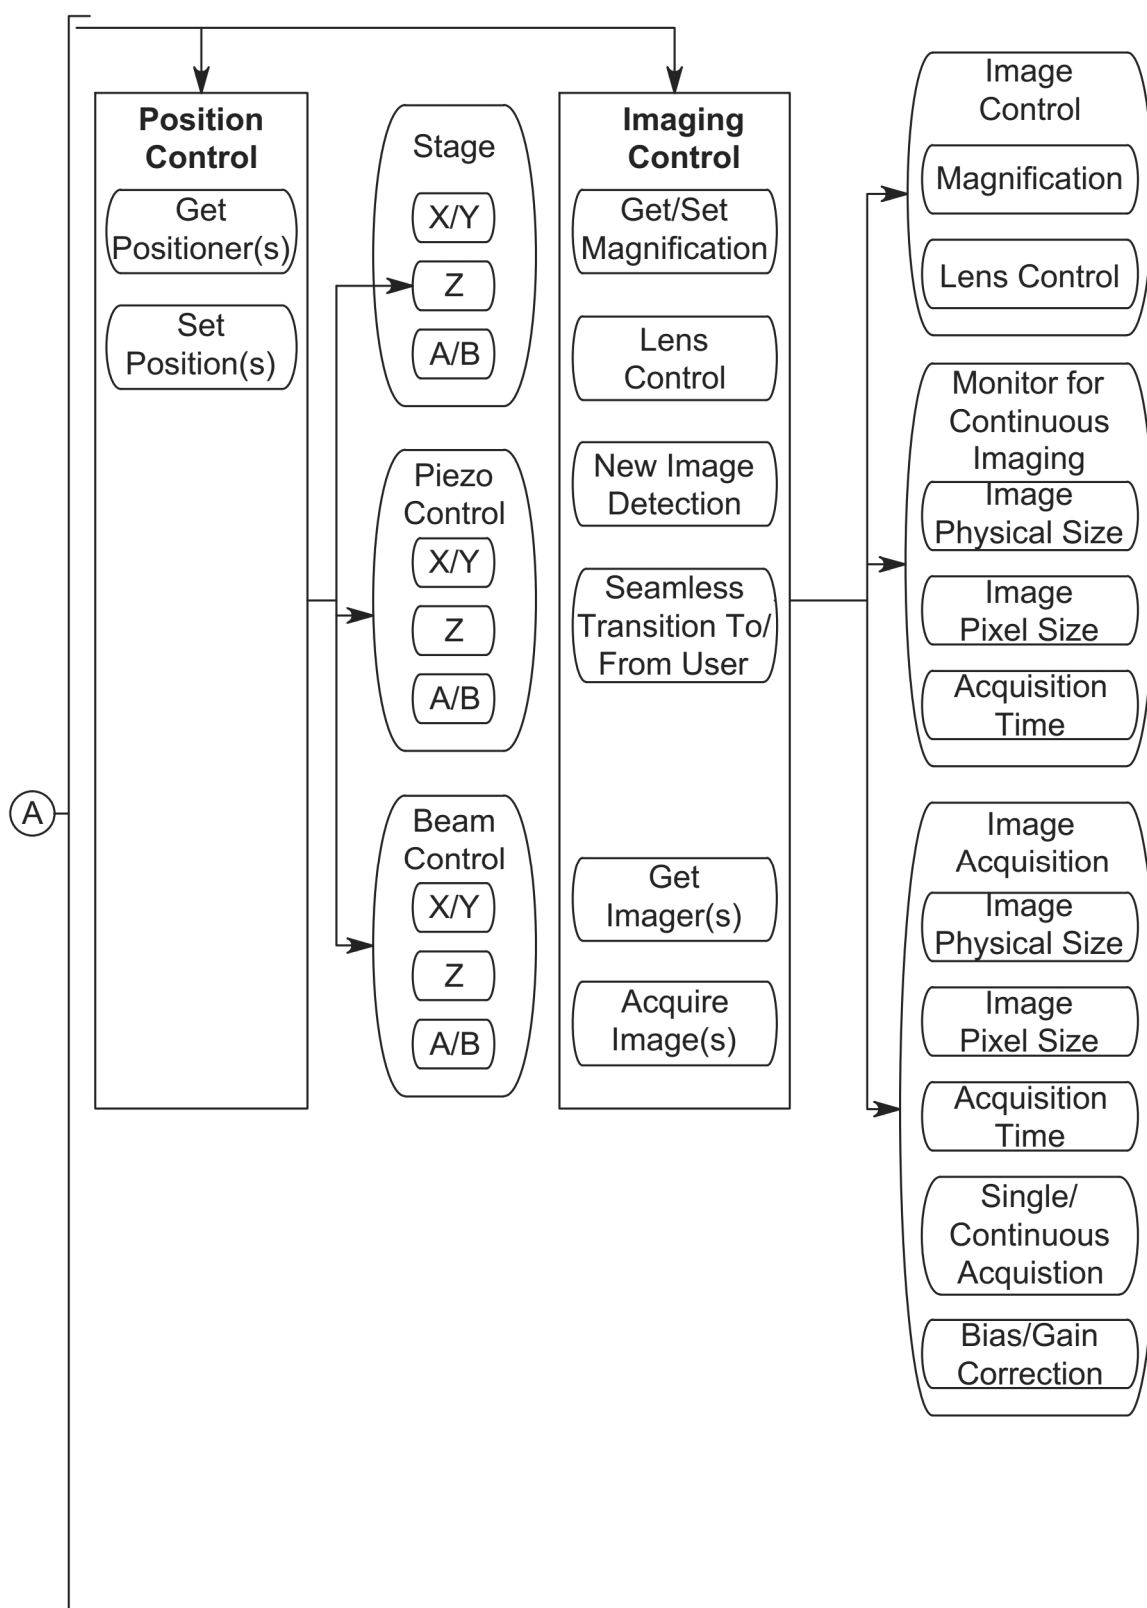 A
Position
Control
Get
Positioner(s)
Set
Position(s)
Stage
X/Y
Z
A/B
Piezo
Control
X/Y
Z
A/B
Beam
Control
X/Y
Z
A/B
Imaging
Control
Get/Set
Magnification
Lens
Control
New Image
Detection
Seamless
Transition To/
From User
Get
Imager(s)
Acquire
Image(s)
Image
Control
Magnification
Lens Control
Monitor for
Continuous
Imaging
Image
Physical Size
Image
Pixel Size
Acquisition
Time
Image
Acquisition
Image
Physical Size
Image
Pixel Size
Acquisition
Time
Single/
Continuous
Acquistion
Bias/Gain
Correction